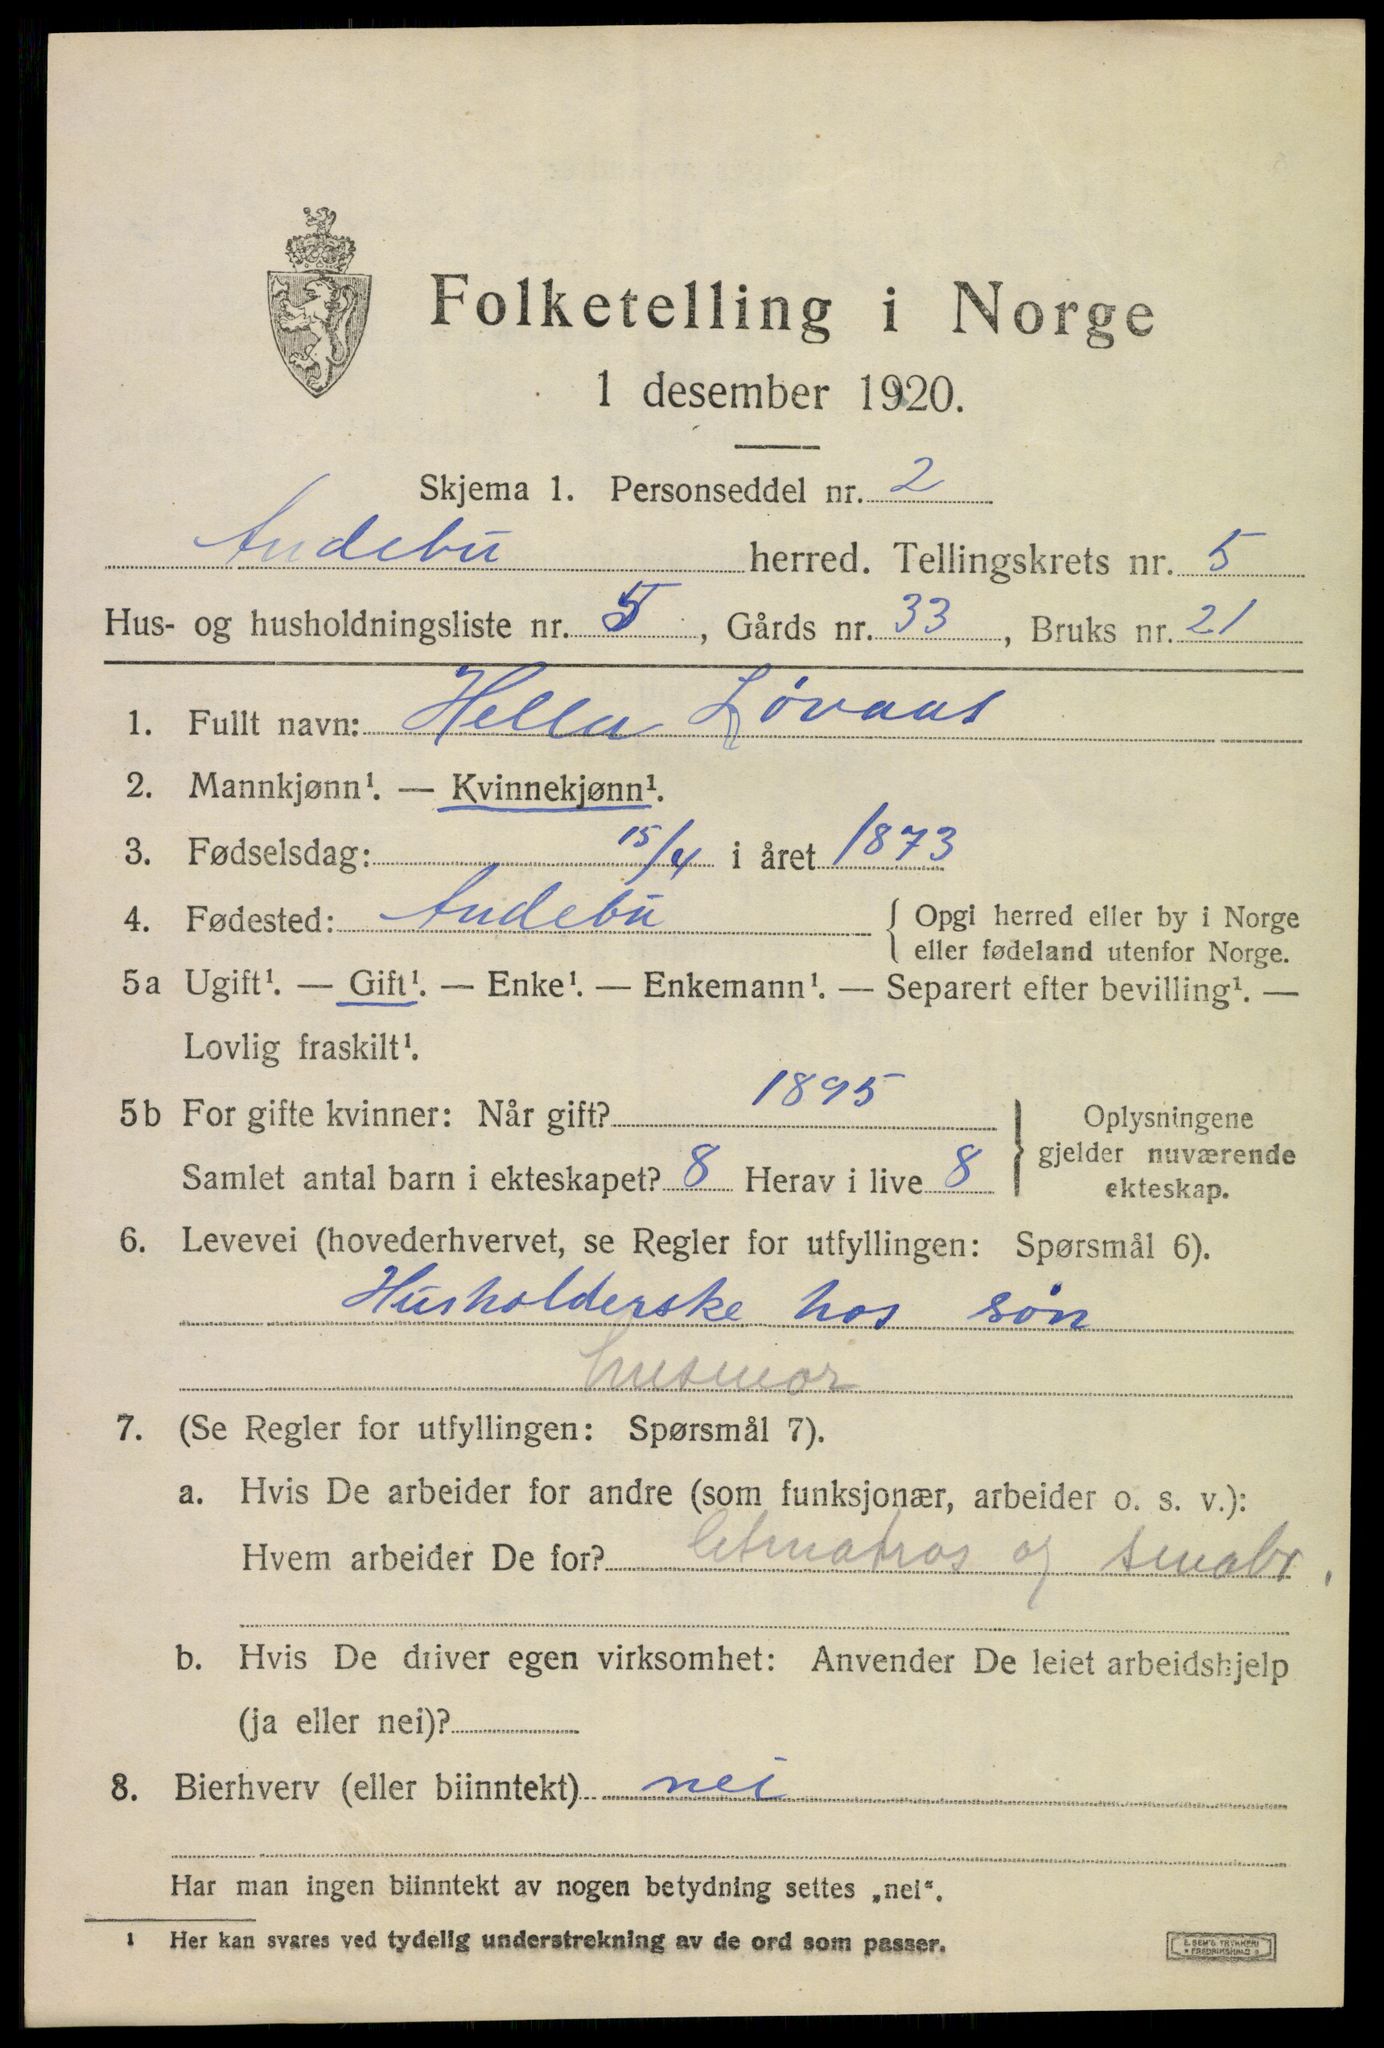 Folketelling i Norge
1 desember 1920.
Skjema 1. Personseddel nr. 2
Andebu herred. Tellingskrets nr. 5
Hus- og husholdningsliste nr. 5, Gårds nr. 33, Bruks nr. 21
1. Fullt navn: Hella Løvaas
2. Mannkjønn¹. — Kvinnekjønn¹.
3. Fødselsdag: 15/4 i året 1873
4. Fødested: Andebu { Opgi herred eller by i Norge
eller fødeland utenfor Norge.
5a Ugift¹. — Gift¹. — Enke¹. — Enkemann¹. — Separert efter bevilling¹. —
Lovlig fraskilt¹.
5b For gifte kvinner: Når gift? 1895
Samlet antal barn i ekteskapet? 8 Herav i live 8
Oplysningene
gjelder nuværende
ekteskap.
6. Levevei (hovederhvervet, se Regler for utfyllingen: Spørsmål 6).
Husholderske hos søn
husmor
7. (Se Regler for utfyllingen: Spørsmål 7).
a. Hvis De arbeider for andre (som funksjonær, arbeider o. s. v.):
Hvem arbeider De for? letmatros og smabr.
b. Hvis De driver egen virksomhet: Anvender De leiet arbeidshjelp
(ja eller nei)?
8. Bierhverv (eller biinntekt) nei
Har man ingen biinntekt av nogen betydning settes „nei“.
1 Her kan svares ved tydelig understrekning av de ord som passer.
E. SEM'S TRYKKERI
FREDRIKSHALD